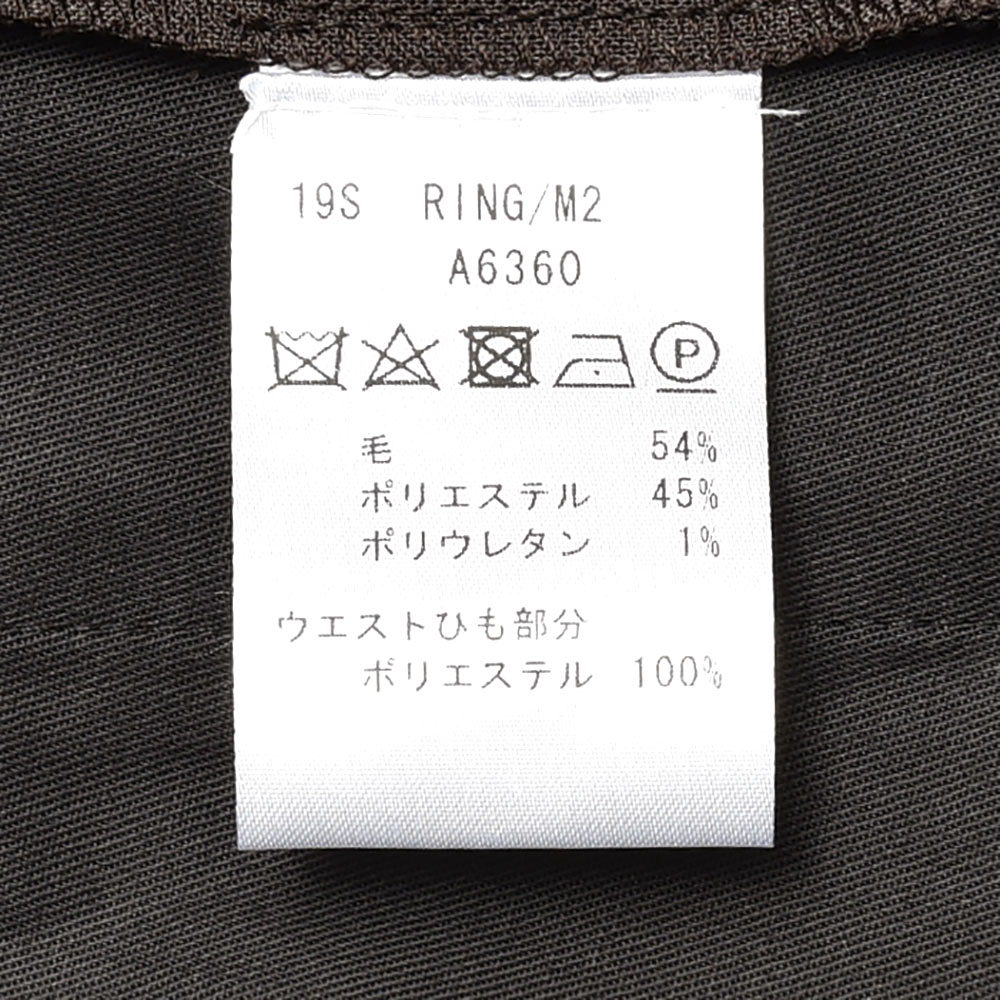 19S RING/M2
A6360
P
毛 54%
ポリエステル 45%
ポリウレタン 1%
ウエストひも部分
ポリエステル 100%